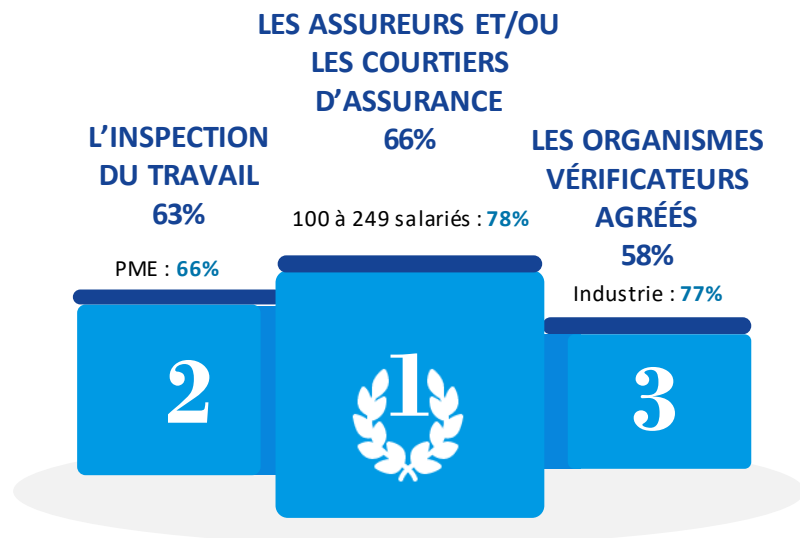 LES ASSUREURS ET/OU
LES COURTIERS
D'ASSURANCE
66%
100 à 249 salariés : 78%
L'INSPECTION
DU TRAVAIL
63%
PME : 66%
LES ORGANISMES
VÉRIFICATEURS
AGRÉÉS
58%
Industrie : 77%
2
1
3